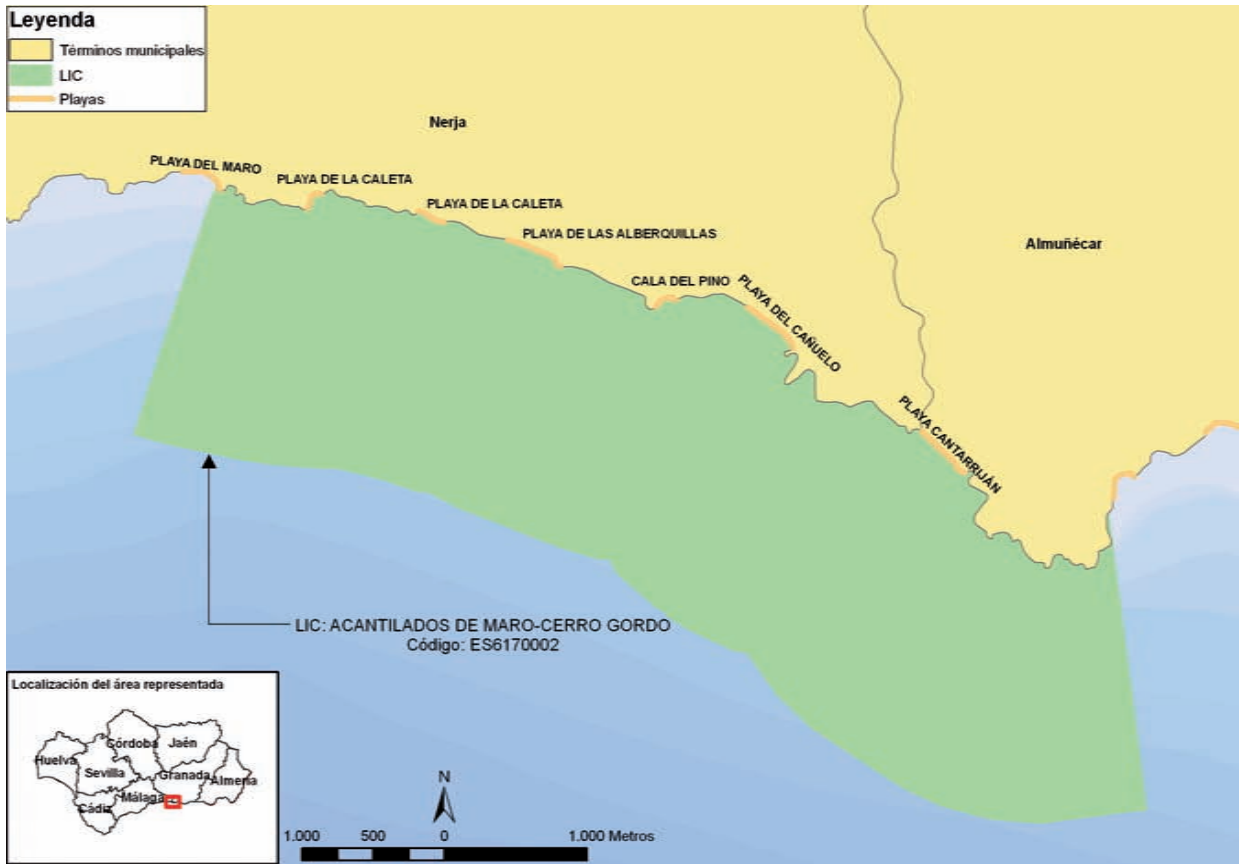 Leyenda
Términos municipales
LIC
Playas
Nerja
Almuñécar
PLAYA DEL MARO
PLAYA DE LA CALETA
PLAYA DE LA CALETA
PLAYA DE LAS ALBERQUILLAS
CALA DEL PINO
PLAYA DEL CAÑUELO
PLAYA CANTARRIJÁN
LIC: ACANTILADOS DE MARO-CERRO GORDO
Código: ES6170002
Localización del área representada
Huelva
Sevilla
Córdoba
Jaén
Cádiz
Málaga
Granada
Almería
N
1.000 500 0 1.000 Metros